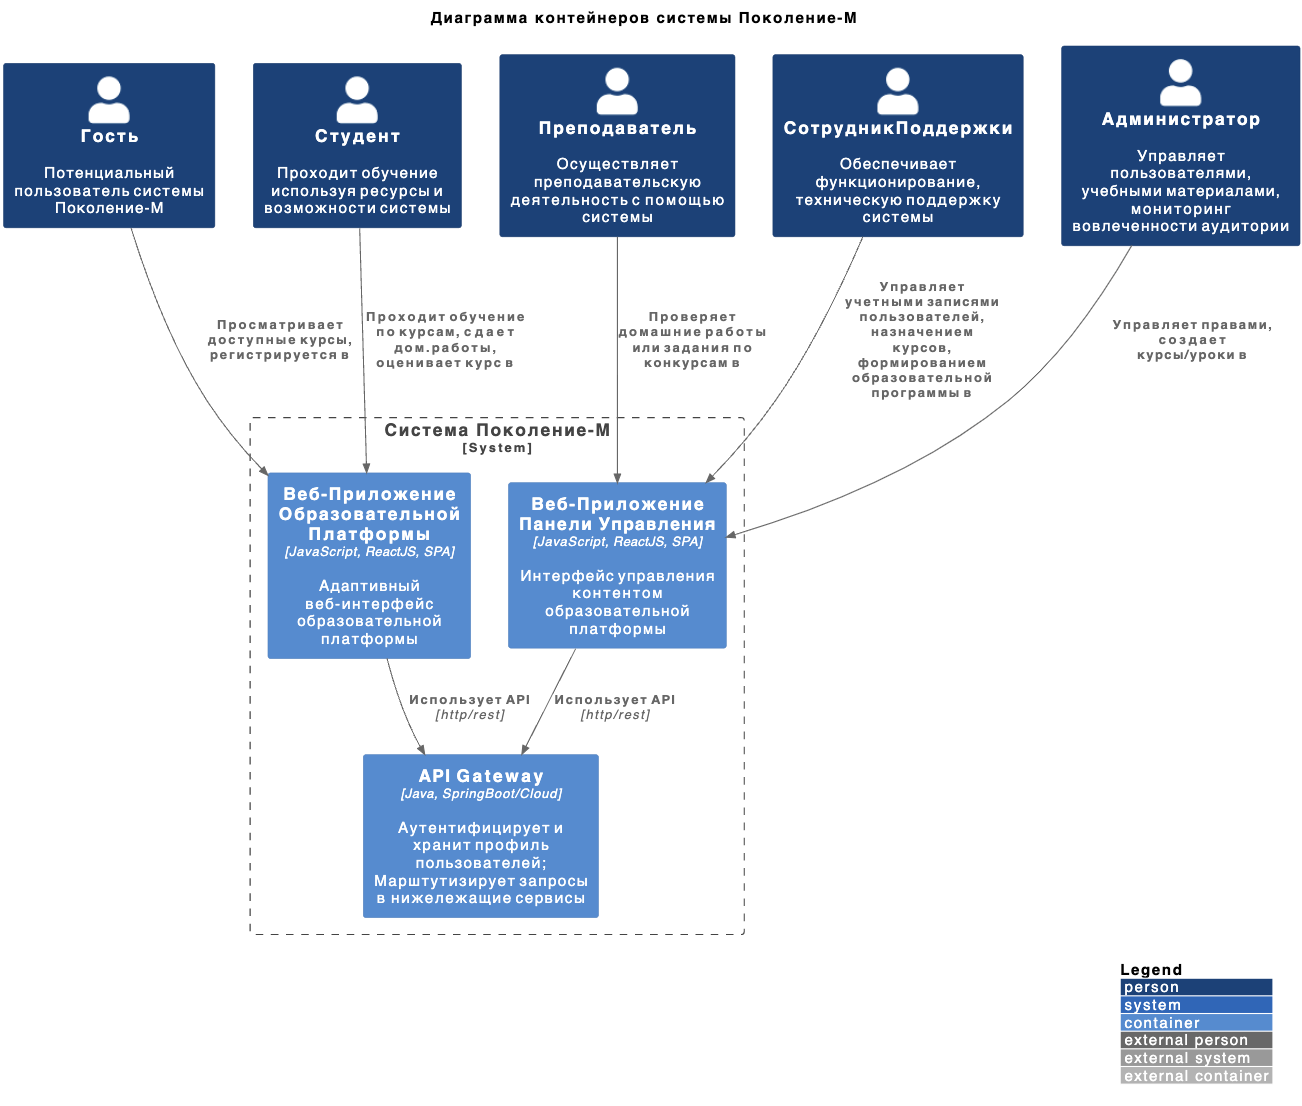 Диаграмма контейнеров системы Поколение-М
Гость
Потенциальный
пользователь системы
Поколение-М
Студент
Проходит обучение
используя ресурсы и
возможности системы
Преподаватель
Осуществляет
преподавательскую
деятельность с помощью
системы
СотрудникПоддержки
Обеспечивает
функционирование,
техническую поддержку
системы
Администратор
Управляет
пользователями,
учебными материалами,
мониторинг
вовлеченности аудитории
Просматривает
доступные курсы,
регистрируется в
Проходит обучение
по курсам, сдает
дом.работы,
оценивает курс в
Проверяет
домашние работы
или задания по
конкурсам в
Управляет
учетными записями
пользователей,
назначением
курсов,
формированием
образовательной
программы в
Управляет правами,
создает
курсы/уроки в
Система Поколение-М
[System]
Веб-Приложение
Образовательной
Платформы
[JavaScript, ReactJS, SPA]
Адаптивный
веб-интерфейс
образовательной
платформы
Веб-Приложение
Панели Управления
[JavaScript, ReactJS, SPA]
Интерфейс управления
контентом
образовательной
платформы
Использует API
[http/rest]
Использует API
[http/rest]
API Gateway
[Java, SpringBoot/Cloud]
Аутентифицирует и
хранит профиль
пользователей;
Марштутизирует запросы
в нижележащие сервисы
Legend
person
system
container
external person
external system
external container